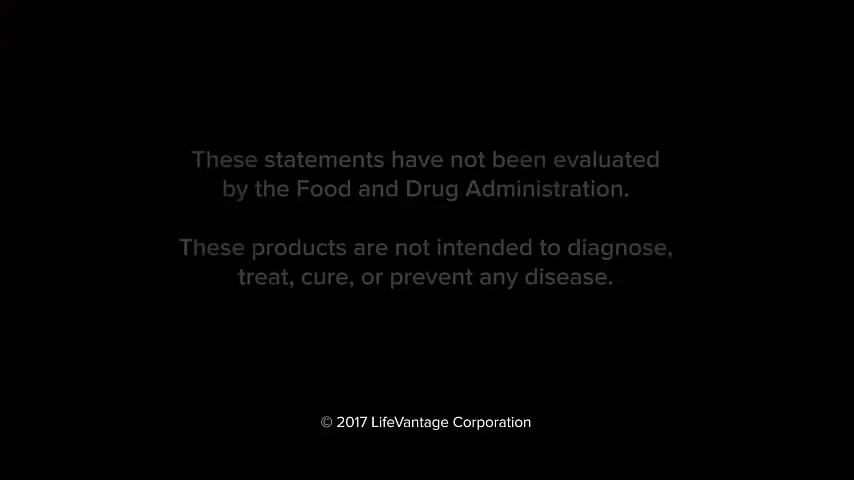 These statements have not been evaluated
by the Food and Drug Administration.
These products are not intended to diagnose,
treat, cure, or prevent any disease.
© 2017 LifeVantage Corporation